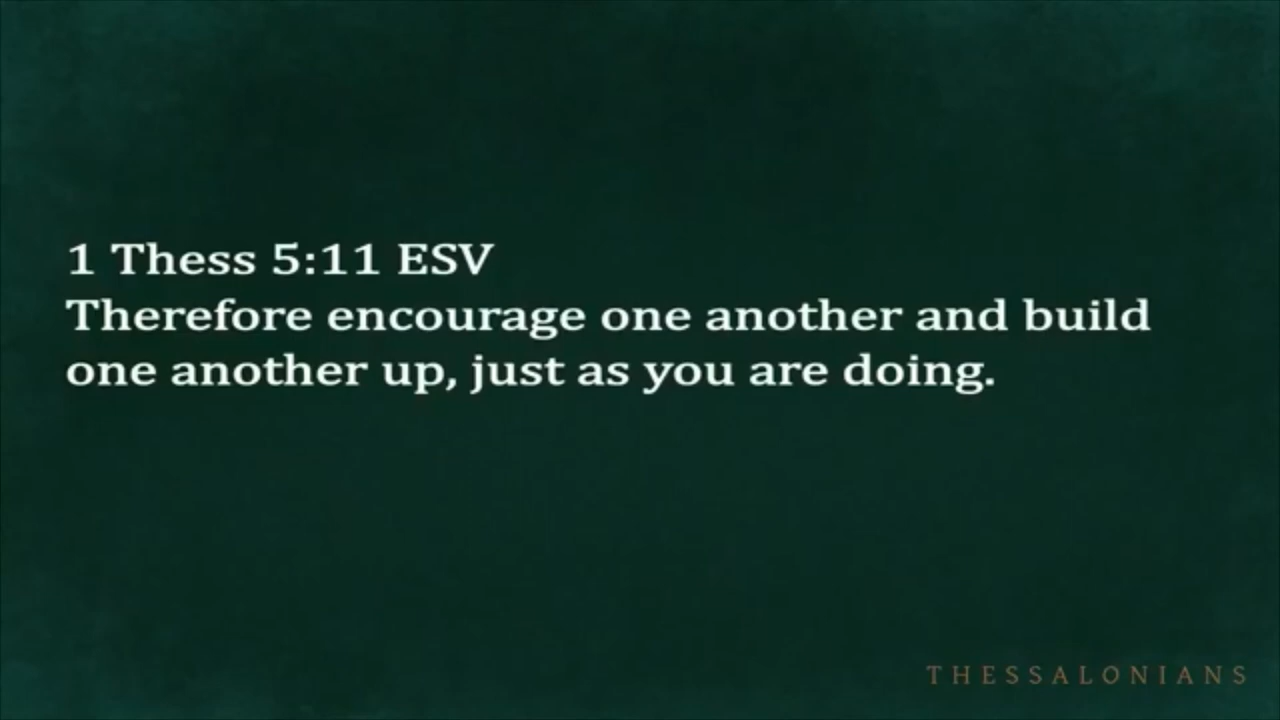 1 Thess 5:11 ESV
Therefore encourage one another and build
one another up, just as you are doing.
THESSALONIANS